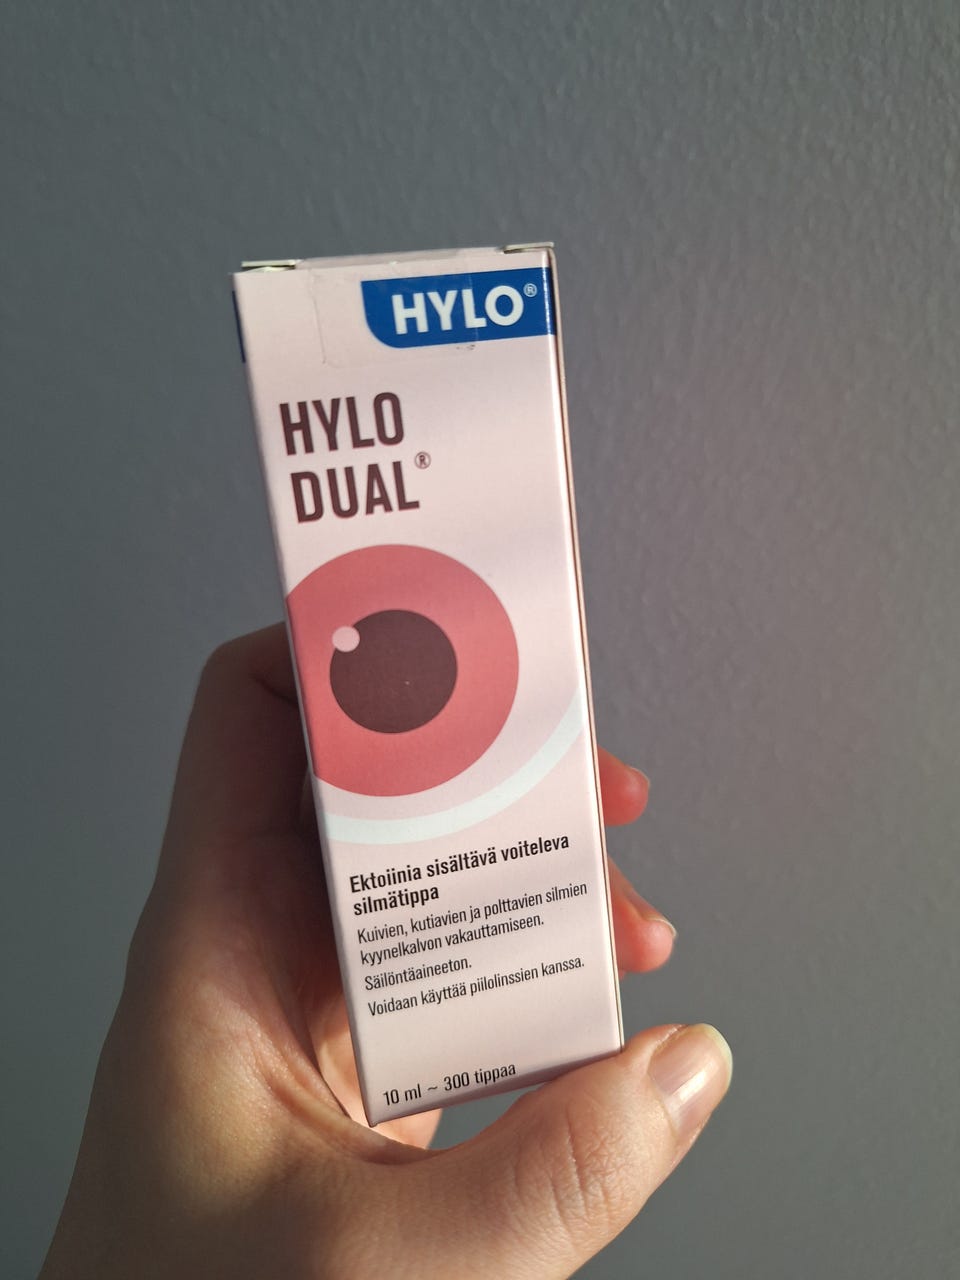 HYLO®
HYLO
DUAL®
Ektoiinia sisältävä voiteleva
silmätippa
Kuivien, kutiavien ja polttavien silmien
kyynelkalvon vakauttamiseen.
Säilöntäaineeton.
Voidaan käyttää piilolinssien kanssa.
10 ml ~ 300 tippaa